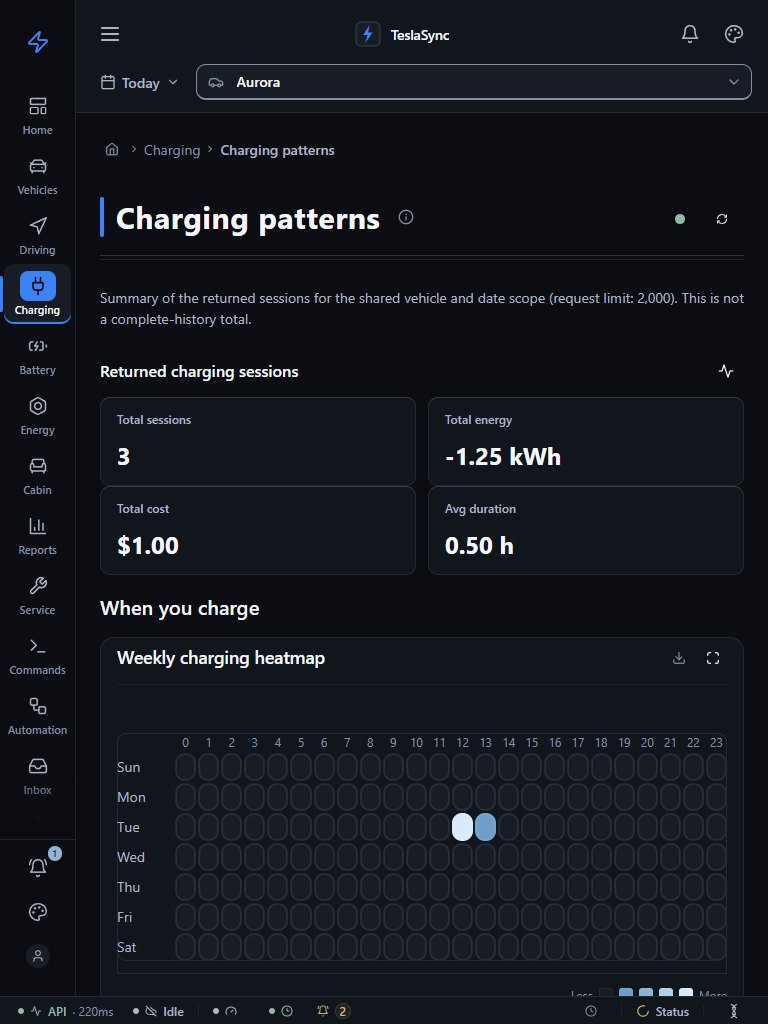 TeslaSync
Today
Aurora
Home
Vehicles
Driving
Charging
Battery
Energy
Cabin
Reports
Service
Commands
Automation
Inbox
1
Charging > Charging patterns
Charging patterns
Summary of the returned sessions for the shared vehicle and date scope (request limit: 2,000). This is not
a complete-history total.
Returned charging sessions
Total sessions
3
Total energy
-1.25 kWh
Total cost
$1.00
Avg duration
0.50 h
When you charge
Weekly charging heatmap
0 1 2 3 4 5 6 7 8 9 10 11 12 13 14 15 16 17 18 19 20 21 22 23
Sun
Mon
Tue
Wed
Thu
Fri
Sat
Less More
API · 220ms Idle 2 Status